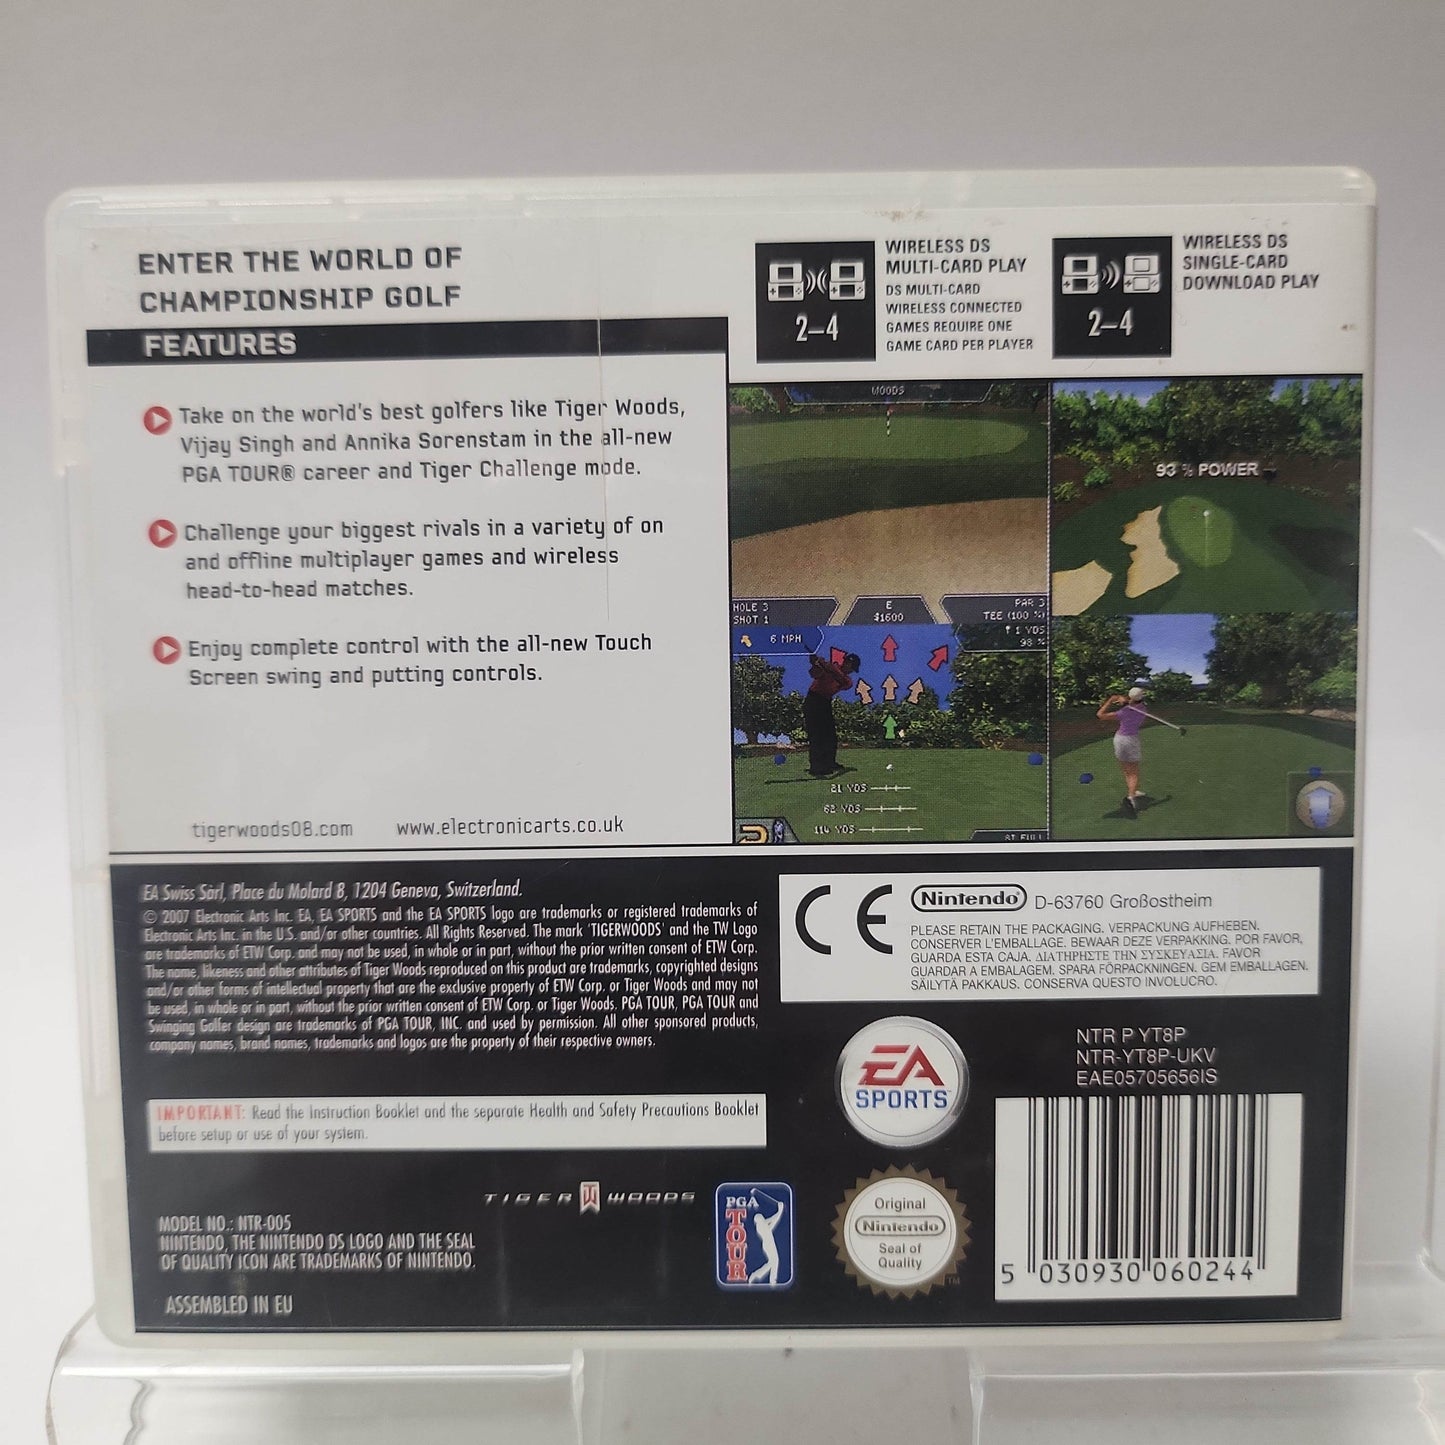 ENTER THE WORLD OF
CHAMPIONSHIP GOLF
FEATURES
Take on the world's best golfers like Tiger Woods,
Vijay Singh and Annika Sorenstam in the all-new
PGA TOUR® career and Tiger Challenge mode.
Challenge your biggest rivals in a variety of on
and offline multiplayer games and wireless
head-to-head matches.
Enjoy complete control with the all-new Touch
Screen swing and putting controls.
tigerwoods08.com
www.electronicarts.co.uk
2–4
WIRELESS DS
MULTI-CARD PLAY
DS MULTI-CARD
WIRELESS CONNECTED
GAMES REQUIRE ONE
GAME CARD PER PLAYER
2–4
WIRELESS DS
SINGLE-CARD
DOWNLOAD PLAY
WOODS
HOLE 3
SHOT 1
E
$1600
PAR 3
TEE (100 %)
6 MPH
↑ 1 YDS
98 %
21 YDS
62 YDS
114 YDS
93 % POWER
EA Swiss Sàrl, Place du Molard 8, 1204 Geneva, Switzerland.
© 2007 Electronic Arts Inc. EA, EA SPORTS and the EA SPORTS logo are trademarks or registered trademarks of
Electronic Arts Inc. in the U.S. and/or other countries. All Rights Reserved. The mark 'TIGERWOODS' and the TW Logo
are trademarks of ETW Corp. and may not be used, in whole or in part, without the prior written consent of ETW Corp.
The name, likeness and other attributes of Tiger Woods reproduced on this product are trademarks, copyrighted designs
and/or other forms of intellectual property that are the exclusive property of ETW Corp. or Tiger Woods and may not
be used, in whole or in part, without the prior written consent of ETW Corp. or Tiger Woods. PGA TOUR, PGA TOUR and
Swinging Golfer design are trademarks of PGA TOUR, INC. and used by permission. All other sponsored products,
company names, brand names, trademarks and logos are the property of their respective owners.
IMPORTANT: Read the Instruction Booklet and the separate Health and Safety Precautions Booklet
before setup or use of your system.
TIGER TW WOODS
PGA
TOUR
MODEL NO.: NTR-005
NINTENDO, THE NINTENDO DS LOGO AND THE SEAL
OF QUALITY ICON ARE TRADEMARKS OF NINTENDO.
ASSEMBLED IN EU
CE
Nintendo D-63760 Großostheim
PLEASE RETAIN THE PACKAGING. VERPACKUNG AUFHEBEN.
CONSERVER L'EMBALLAGE. BEWAAR DEZE VERPAKKING. POR FAVOR,
GUARDA ESTA CAJA. ΔΙΑΤΗΡΗΣΤΕ ΤΗΝ ΣΥΣΚΕΥΑΣΙΑ. FAVOR
GUARDAR A EMBALAGEM. SPARA FÖRPACKNINGEN. GEM EMBALLAGEN.
SÄILYTÄ PAKKAUS. CONSERVA QUESTO INVOLUCRO.
EA
SPORTS
NTR P YT8P
NTR-YT8P-UKV
EAE05705656IS
Original
Nintendo
Seal of
Quality
TM
5 030930 060244